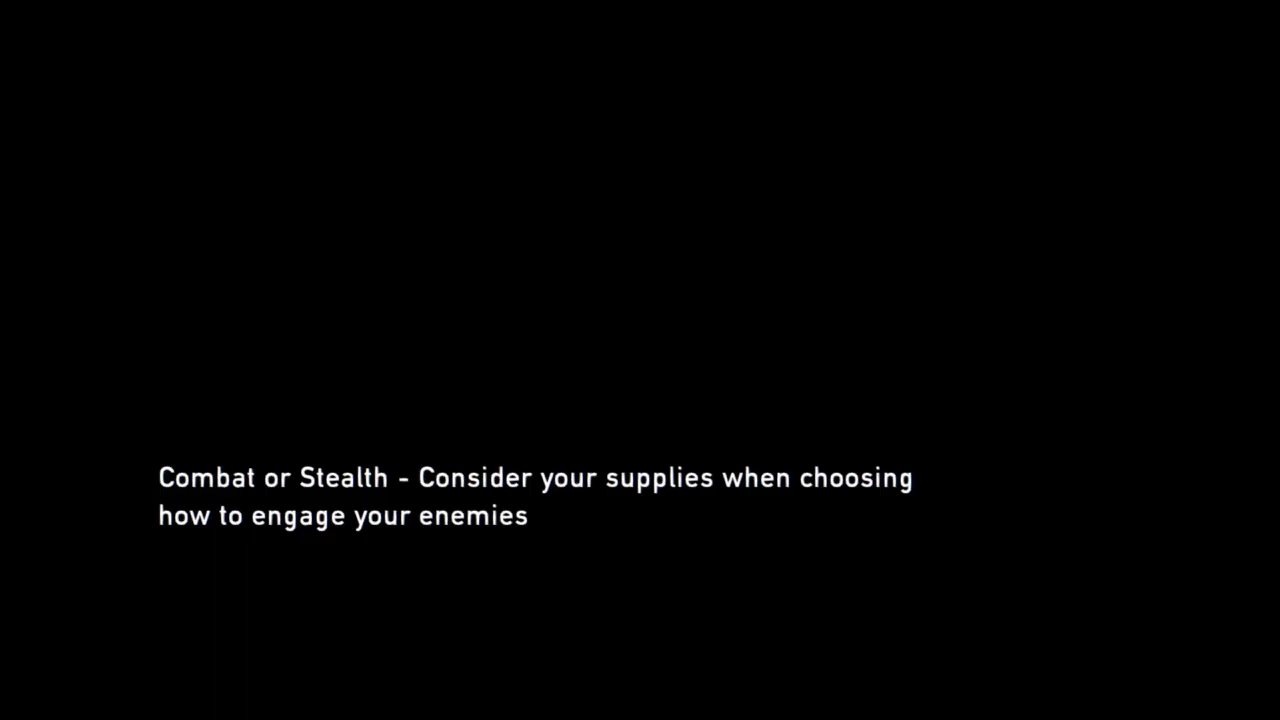 Combat or Stealth - Consider your supplies when choosing
how to engage your enemies